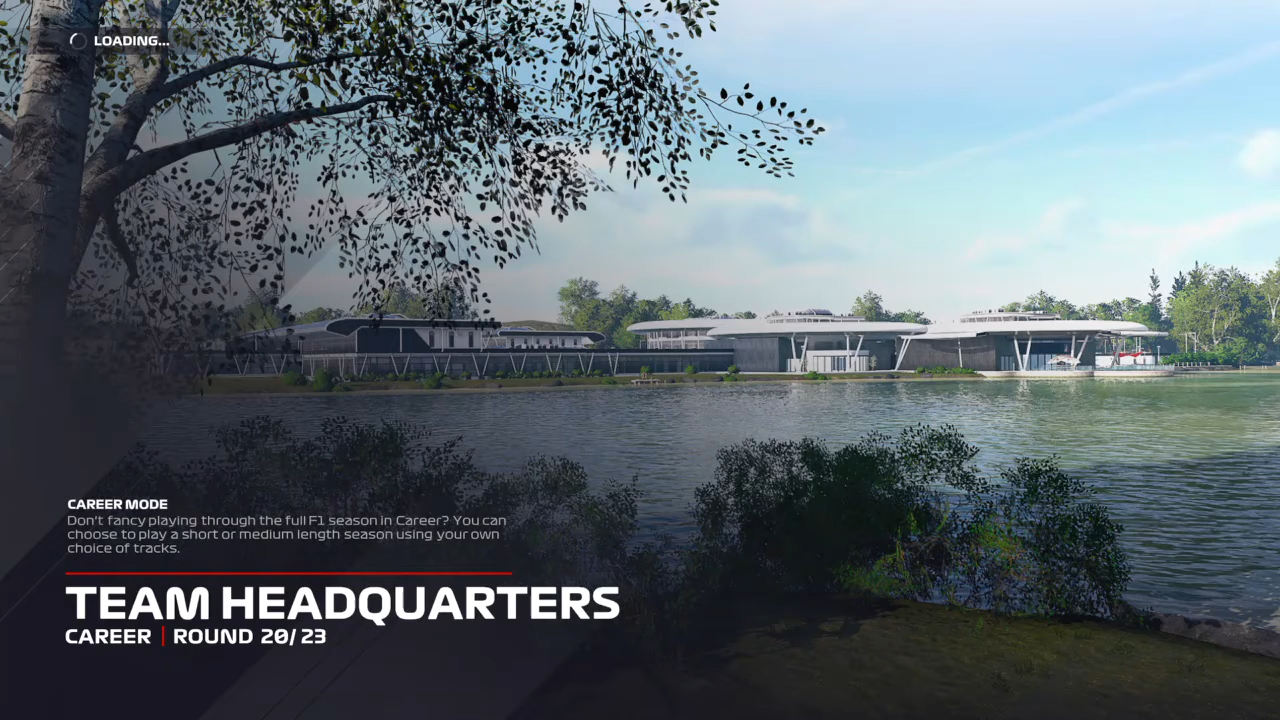 LOADING...
CAREER MODE
Don't fancy playing through the full F1 season in Career? You can
choose to play a short or medium length season using your own
choice of tracks.
TEAM HEADQUARTERS
CAREER | ROUND 20/23